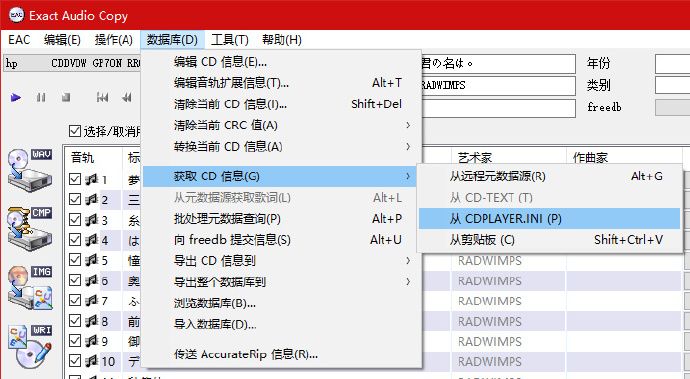 Exact Audio Copy
EAC 编辑(E) 操作(A) 数据库(D) 工具(T) 帮助(H)
hp CDDVDW GP70N RR
君の名は。
年份
RADWIMPS
类别
freedb
选择/取消
编辑 CD 信息(E)...
编辑音轨扩展信息(T)... Alt+T
清除当前 CD 信息(I)... Shift+Del
清除当前 CRC 值(A)
转换当前 CD 信息(A)
获取 CD 信息(G)
从元数据源获取歌词(L) Alt+L
批处理元数据查询(P) Alt+P
向 freedb 提交信息(S) Alt+U
导出 CD 信息到
导出整个数据库到
浏览数据库(B)...
导入数据库(D)...
传送 AccurateRip 信息(R)...
从远程元数据源(R) Alt+G
从 CD-TEXT (T)
从 CDPLAYER.INI (P)
从剪贴板 (C) Shift+Ctrl+V
WAV
CMP
IMG
WRI
音轨 标 艺术家 作曲家
1 夢
2 三
3 糸
4 は
5 憧 RADWIMPS
6 奥 RADWIMPS
7 ふ RADWIMPS
8 前 RADWIMPS
9 御 RADWIMPS
10 デ RADWIMPS